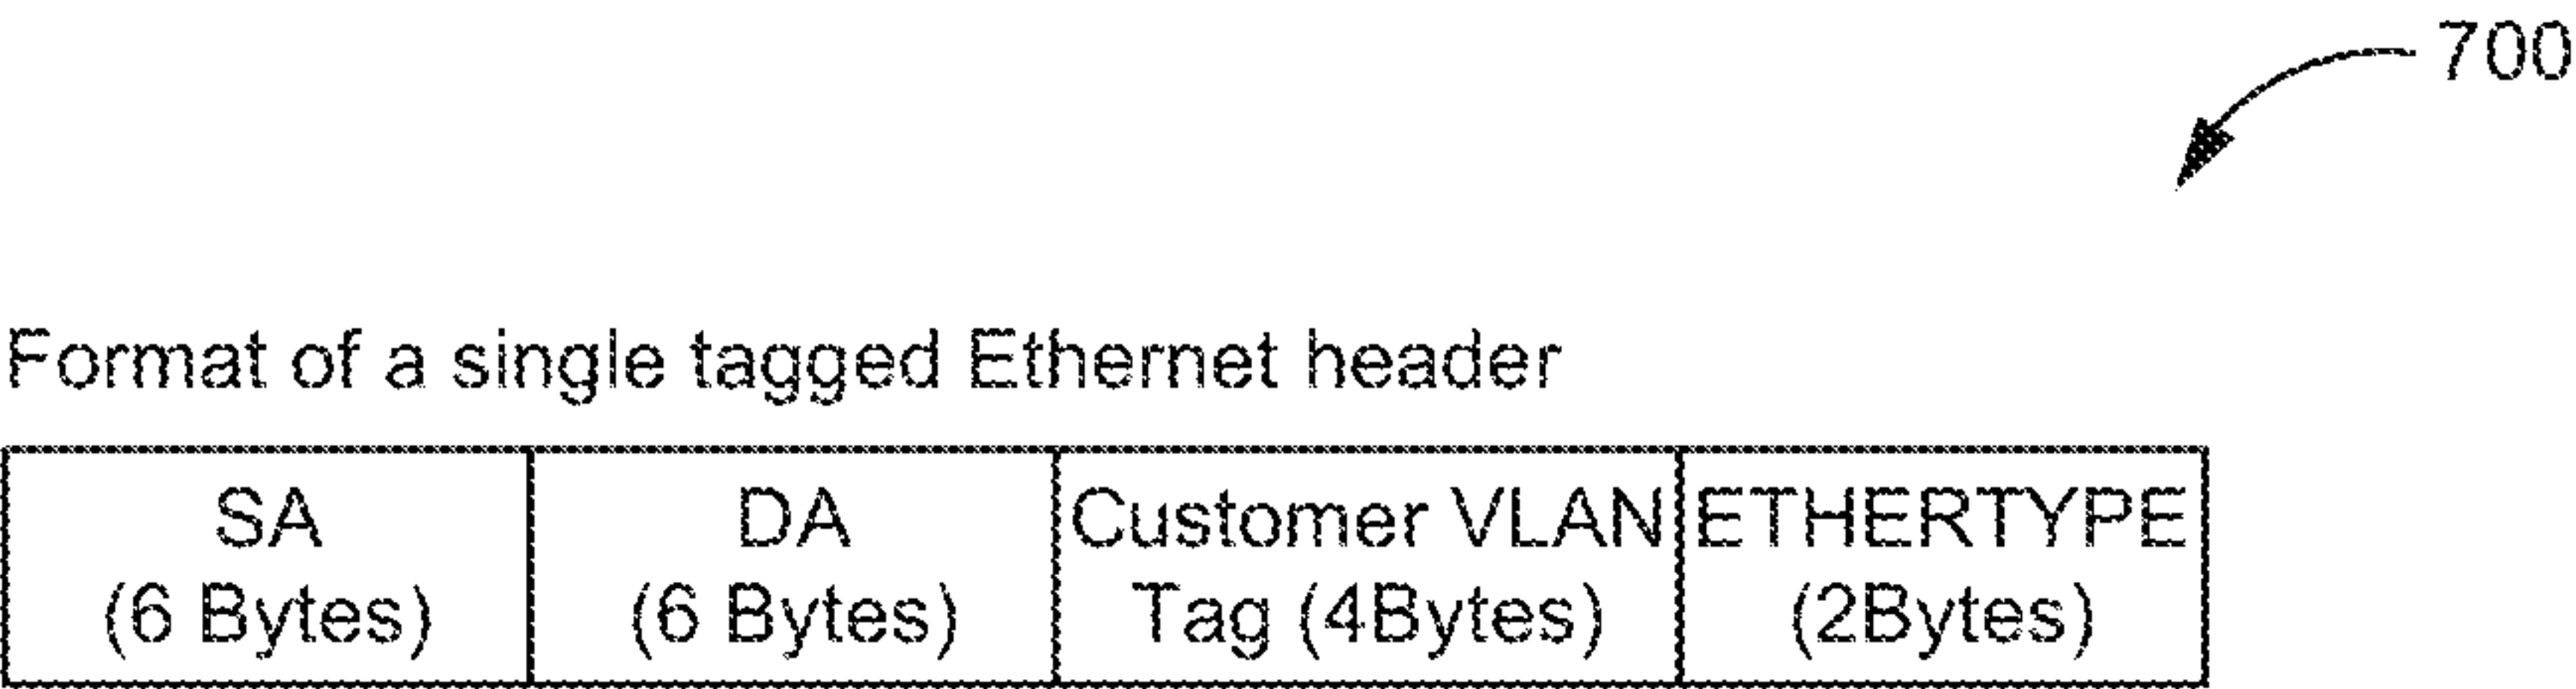 700
Format of a single tagged Ethernet header
SA
(6 Bytes)
DA
(6 Bytes)
Customer VLAN
Tag (4Bytes)
ETHERTYPE
(2Bytes)